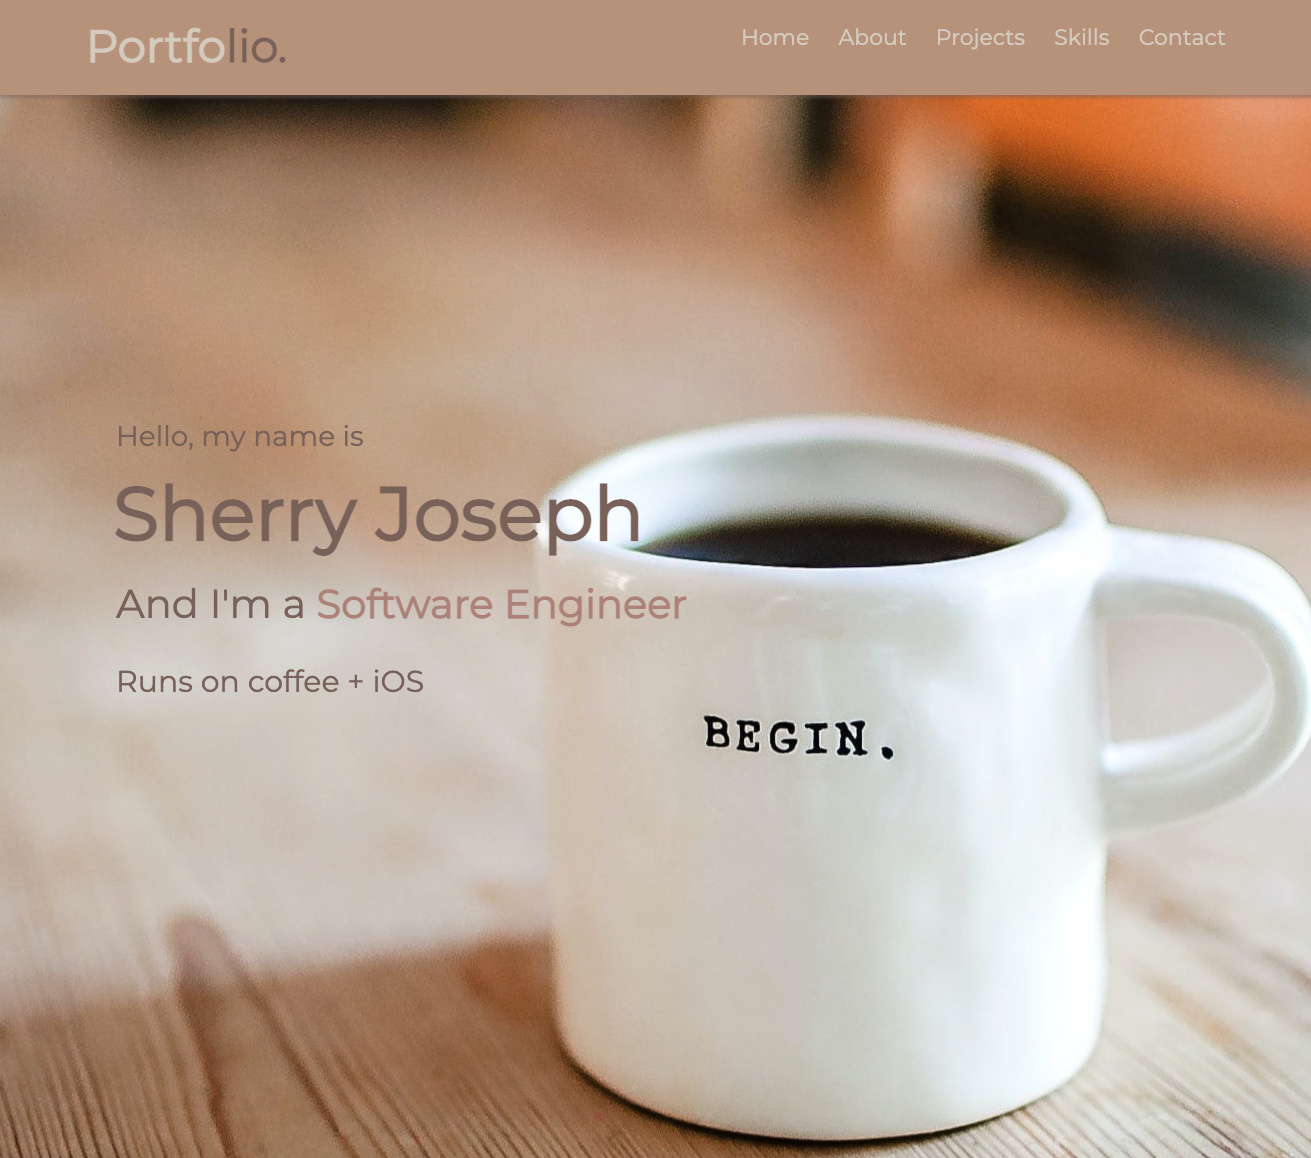 Portfolio.
Home About Projects Skills Contact
Hello, my name is
Sherry Joseph
And I'm a Software Engineer
Runs on coffee + iOS
BEGIN.